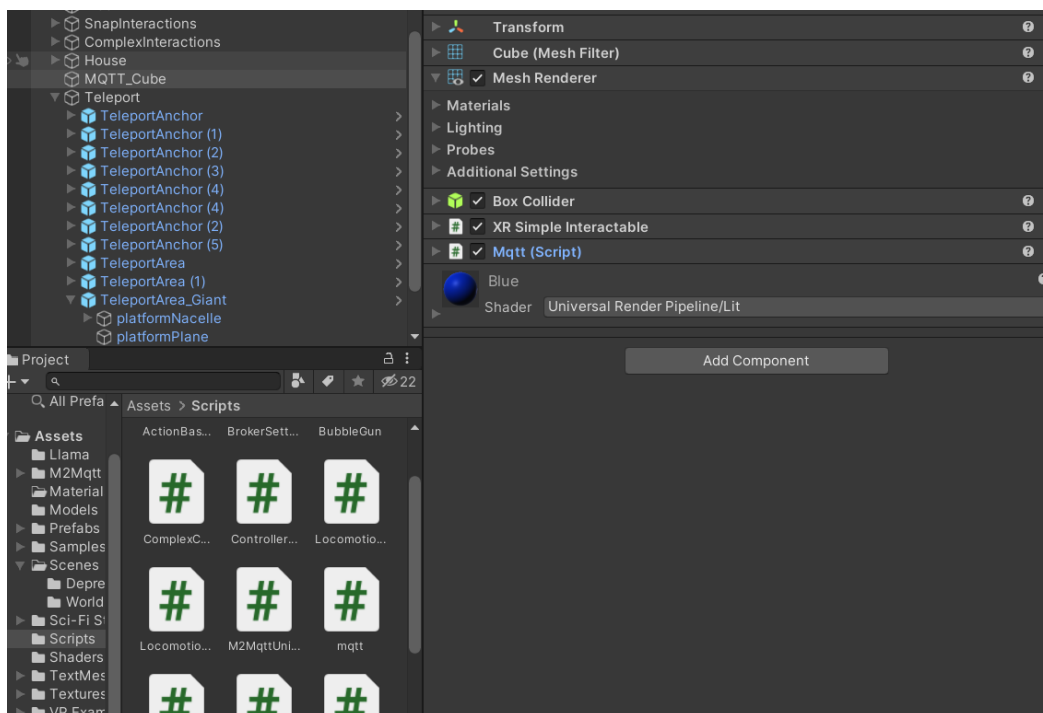 SnapInteractions
ComplexInteractions
House
MQTT_Cube
Teleport
TeleportAnchor
TeleportAnchor (1)
TeleportAnchor (2)
TeleportAnchor (3)
TeleportAnchor (4)
TeleportAnchor (4)
TeleportAnchor (2)
TeleportAnchor (5)
TeleportArea
TeleportArea (1)
TeleportArea_Giant
platformNacelle
platformPlane
Transform
Cube (Mesh Filter)
Mesh Renderer
Materials
Lighting
Probes
Additional Settings
Box Collider
# XR Simple Interactable
# Mqtt (Script)
Blue
Shader Universal Render Pipeline/Lit
Add Component
Project
22
All Prefa
Assets
Llama
M2Mqtt
Material
Models
Prefabs
Samples
Scenes
Depre
World
Sci-Fi S
Scripts
Shaders
TextMes
Textures
VR Exam
Assets > Scripts
ActionBas... BrokerSett... BubbleGun
# # #
ComplexC... Controller... Locomotio...
# # #
Locomotio... M2MqttUni... mqtt
# # #